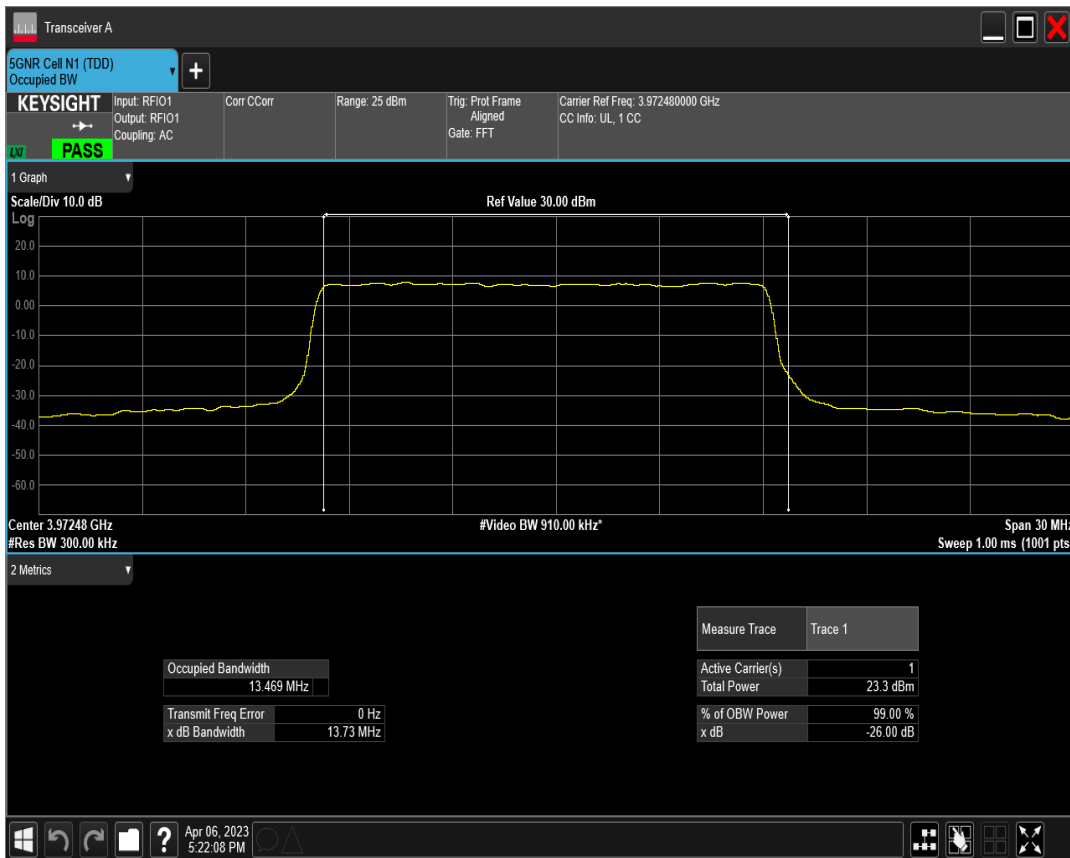 Transceiver A
5GNR Cell N1 (TDD)
Occupied BW
KEYSIGHT
LXI
PASS
Input: RFIO1
Output: RFIO1
Coupling: AC
Corr CCorr
Range: 25 dBm
Trig: Prot Frame
Aligned
Gate: FFT
Carrier Ref Freq: 3.972480000 GHz
CC Info: UL, 1 CC
1 Graph
Scale/Div 10.0 dB
Ref Value 30.00 dBm
Log
20.0
10.0
0.00
-10.0
-20.0
-30.0
-40.0
-50.0
-60.0
Center 3.97248 GHz
#Video BW 910.00 kHz*
Span 30 MHz
#Res BW 300.00 kHz
Sweep 1.00 ms (1001 pts
2 Metrics
Measure Trace Trace 1
Occupied Bandwidth
13.469 MHz
Active Carrier(s) 1
Total Power 23.3 dBm
Transmit Freq Error 0 Hz
x dB Bandwidth 13.73 MHz
% of OBW Power 99.00 %
x dB -26.00 dB
?
Apr 06, 2023
5:22:08 PM